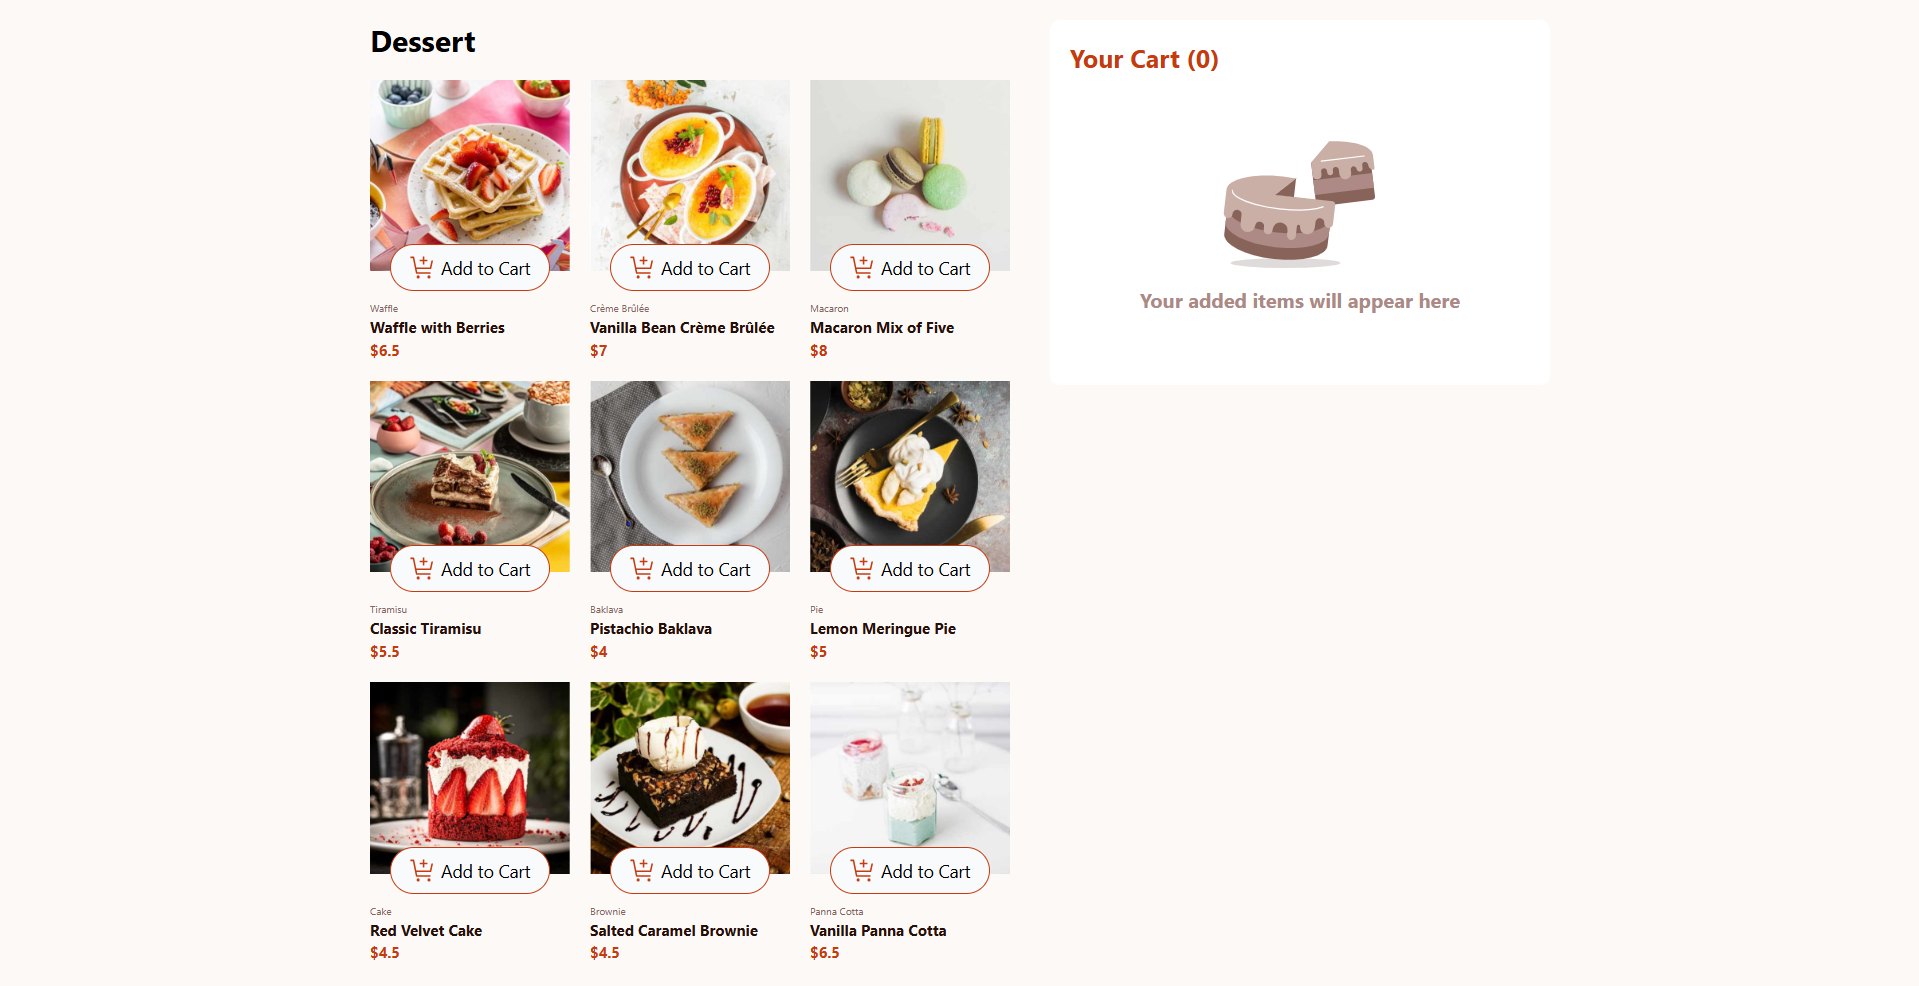 Dessert
Add to Cart
Waffle
Waffle with Berries
$6.5
Add to Cart
Crème Brûlée
Vanilla Bean Crème Brûlée
$7
Add to Cart
Macaron
Macaron Mix of Five
$8
Add to Cart
Tiramisu
Classic Tiramisu
$5.5
Add to Cart
Baklava
Pistachio Baklava
$4
Add to Cart
Pie
Lemon Meringue Pie
$5
Add to Cart
Cake
Red Velvet Cake
$4.5
Add to Cart
Brownie
Salted Caramel Brownie
$4.5
Add to Cart
Panna Cotta
Vanilla Panna Cotta
$6.5
Your Cart (0)
Your added items will appear here